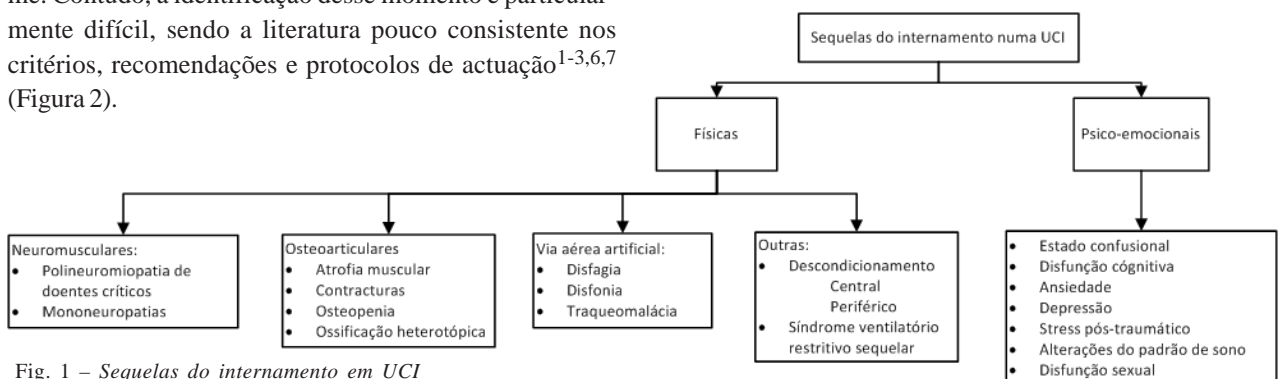 me. Contudo, a identificação desse momento é particular-
mente difícil, sendo a literatura pouco consistente nos
critérios, recomendações e protocolos de actuação1-3,6,7
(Figura 2).
Sequelas do internamento numa UCI
Físicas
Psico-emocionais
Neuromusculares:
• Polineuromiopatia de
doentes críticos
• Mononeuropatias
Osteoarticulares
• Atrofia muscular
• Contracturas
• Osteopenia
• Ossificação heterotópica
Via aérea artificial:
• Disfagia
• Disfonia
• Traqueomalácia
Outras:
• Descondicionamento
Central
Periférico
• Síndrome ventilatório
restritivo sequelar
• Estado confusional
• Disfunção cógnitiva
• Ansiedade
• Depressão
• Stress pós-traumático
• Alterações do padrão de sono
• Disfunção sexual
Fig. 1 – Sequelas do internamento em UCI